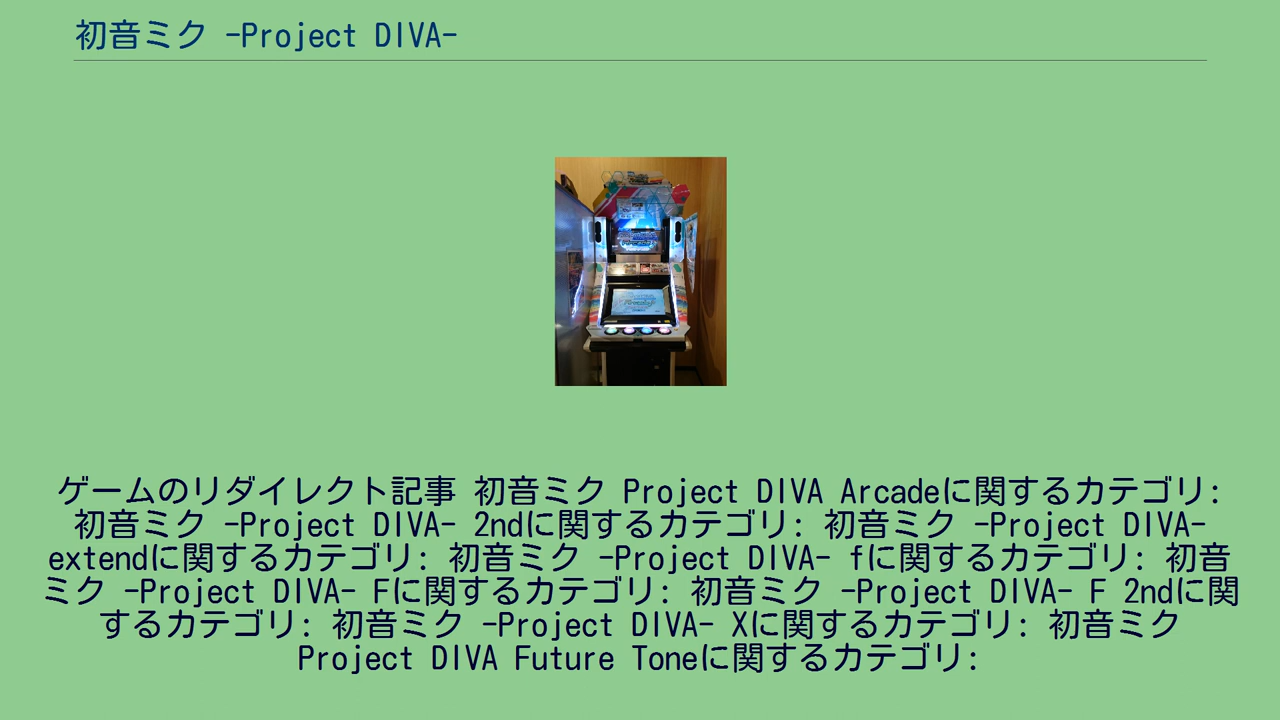 初音ミク -Project DIVA-
ゲームのリダイレクト記事 初音ミク Project DIVA Arcadeに関するカテゴリ:
初音ミク -Project DIVA- 2ndに関するカテゴリ: 初音ミク -Project DIVA-
extendに関するカテゴリ: 初音ミク -Project DIVA- fに関するカテゴリ: 初音
ミク -Project DIVA- Fに関するカテゴリ: 初音ミク -Project DIVA- F 2ndに関
するカテゴリ: 初音ミク -Project DIVA- Xに関するカテゴリ: 初音ミク
Project DIVA Future Toneに関するカテゴリ: